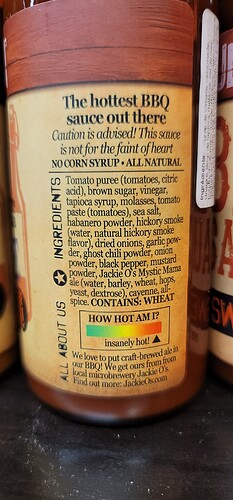 The hottest BBQ
sauce out there
Caution is advised! This sauce
is not for the faint of heart
NO CORN SYRUP • ALL NATURAL
INGREDIENTS
Tomato puree (tomatoes, citric
acid), brown sugar, vinegar,
tapioca syrup, molasses, tomato
paste (tomatoes), sea salt,
habanero powder, hickory smoke
(water, natural hickory smoke
flavor), dried onions, garlic pow-
der, ghost chili powder, onion
powder, black pepper, mustard
powder, Jackie O's Mystic Mama
ale (water, barley, wheat, hops,
yeast, dextrose), cayenne, all-
spice. CONTAINS: WHEAT
ALL ABOUT US
HOW HOT AM I?
insanely hot!
We love to put craft-brewed ale in
our BBQ! We get ours from from
local microbrewery Jackie O's.
Find out more: JackieOs.com